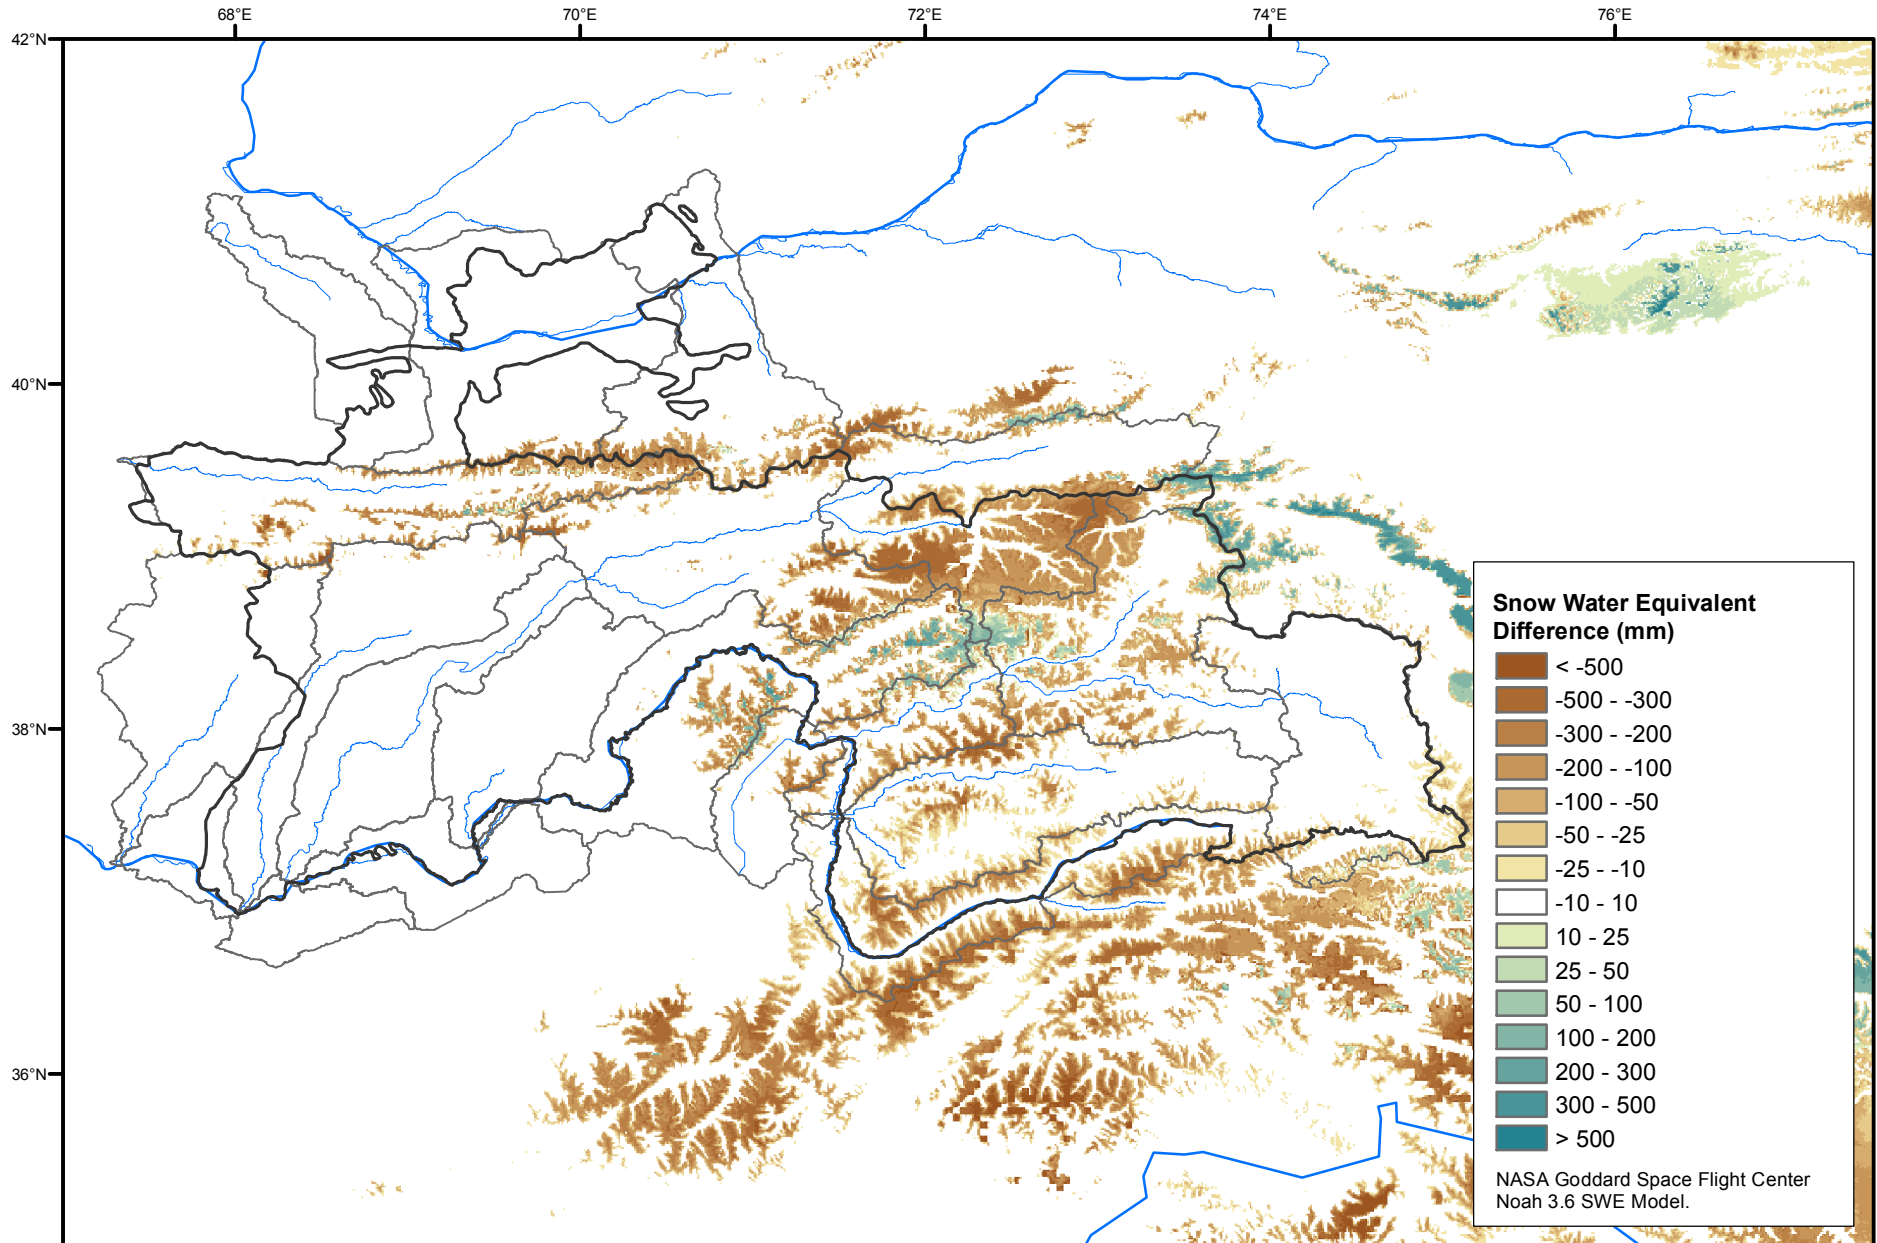 68°E
70°E
72°E
74°E
76°E
42°N
40°N
38°N
36°N
Snow Water Equivalent
Difference (mm)
< -500
-500 - -300
-300 - -200
-200 - -100
-100 - -50
-50 - -25
-25 - -10
-10 - 10
10 - 25
25 - 50
50 - 100
100 - 200
200 - 300
300 - 500
> 500
NASA Goddard Space Flight Center
Noah 3.6 SWE Model.